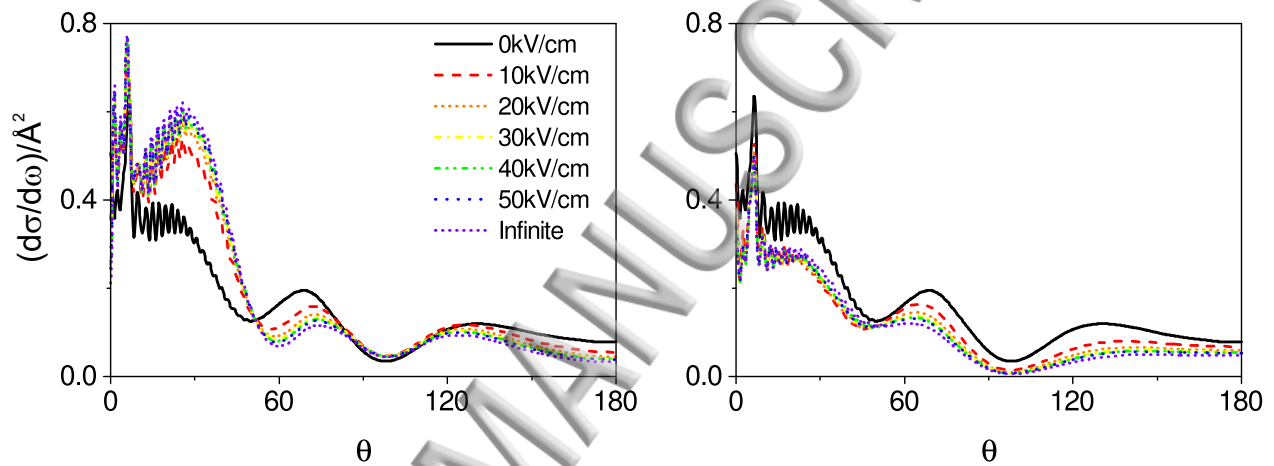 0.8
0.4
0.0
(dσ/dω)/Å²
0 60 120 180
θ
0kV/cm
10kV/cm
20kV/cm
30kV/cm
40kV/cm
50kV/cm
Infinite
0.8
0.4
0.0
0 60 120 180
θ
MANUSC